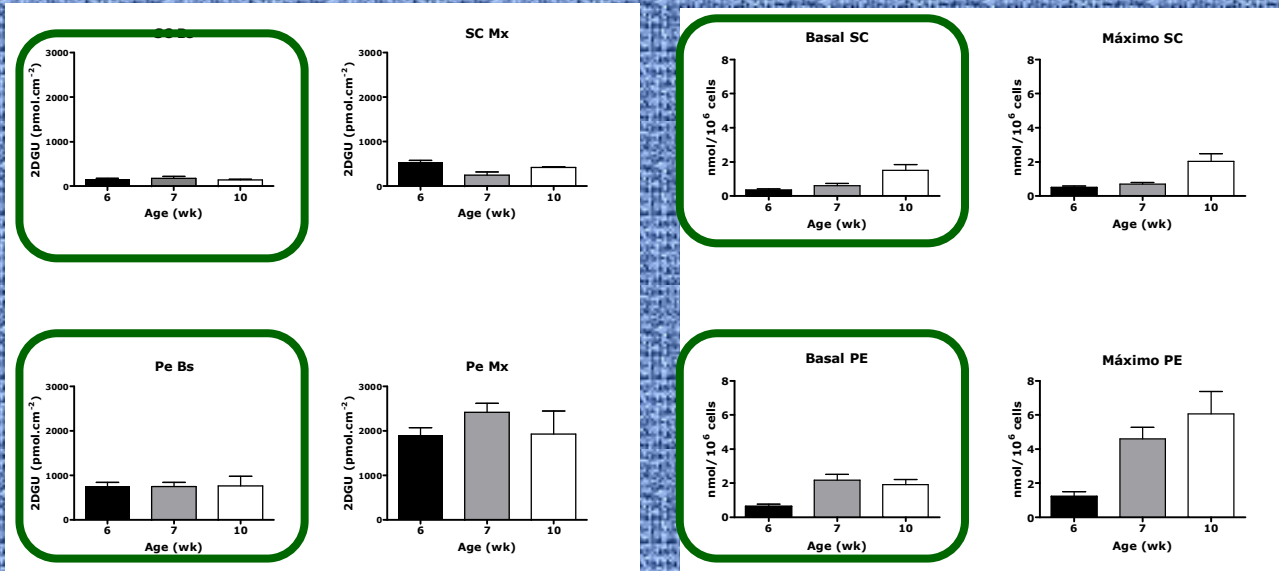 SC Mx
3000
2000
1000
0
2DGU (pmol.cm⁻²)
6 7 10
Age (wk)
3000
2000
1000
0
2DGU (pmol.cm⁻²)
6 7 10
Age (wk)
Basal SC
8
6
4
2
0
nmol/10⁶ cells
6 7 10
Age (wk)
Máximo SC
8
6
4
2
0
nmol/10⁶ cells
6 7 10
Age (wk)
Pe Bs
3000
2000
1000
0
2DGU (pmol.cm⁻²)
6 7 10
Age (wk)
Pe Mx
3000
2000
1000
0
2DGU (pmol.cm⁻²)
6 7 10
Age (wk)
Basal PE
8
6
4
2
0
nmol/10⁶ cells
6 7 10
Age (wk)
Máximo PE
8
6
4
2
0
nmol/10⁶ cells
6 7 10
Age (wk)